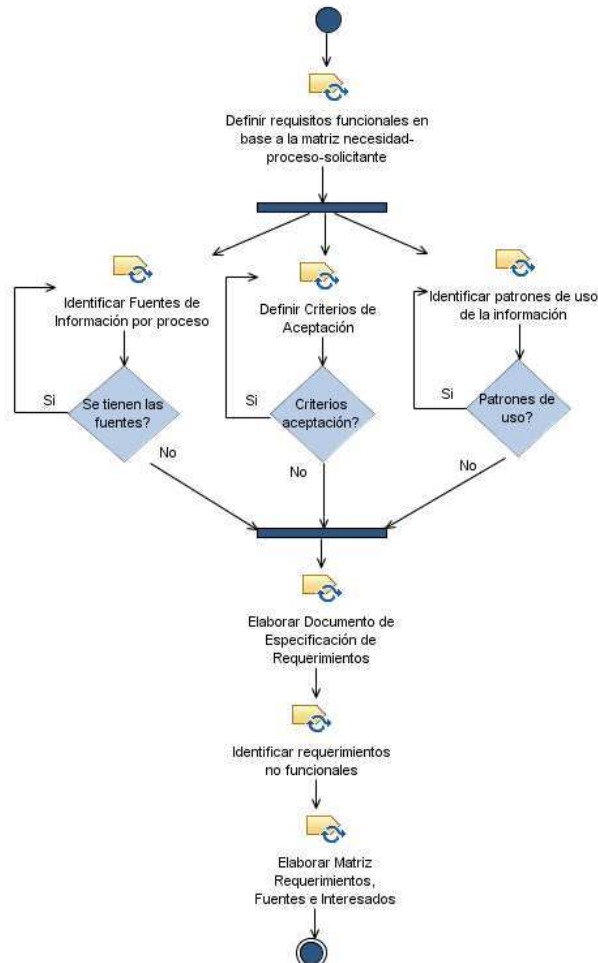 Definir requisitos funcionales en
base a la matriz necesidad-
proceso-solicitante
Identificar Fuentes de
Información por proceso
Definir Criterios de
Aceptación
Identificar patrones de uso
de la información
Si
Se tienen las
fuentes?
No
Si
Criterios
aceptación?
No
Si
Patrones de
uso?
No
Elaborar Documento de
Especificación de
Requerimientos
Identificar requerimientos
no funcionales
Elaborar Matriz
Requerimientos,
Fuentes e Interesados